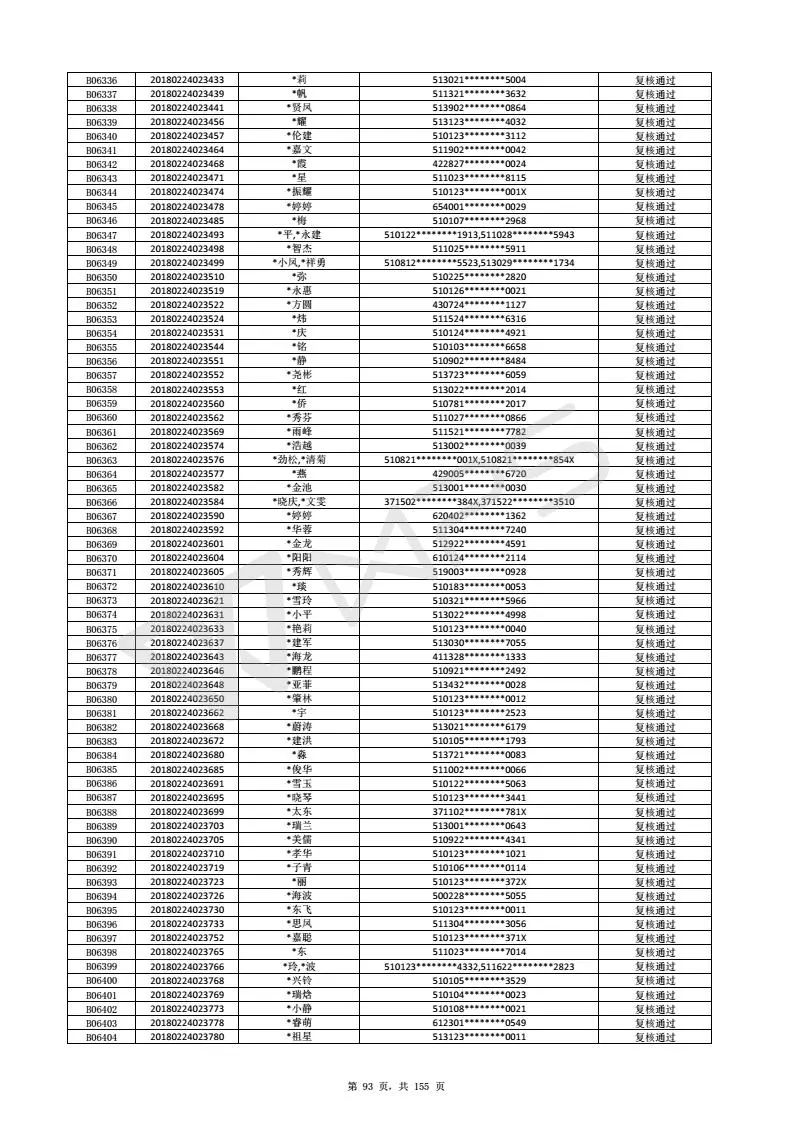 B06336 20180224023433 *莉 513021********5004 复核通过
B06337 20180224023439 *帆 511321********3632 复核通过
B06338 20180224023441 *贤凤 513902********0864 复核通过
B06339 20180224023456 *耀 513123********4032 复核通过
B06340 20180224023457 *伦建 510123********3112 复核通过
B06341 20180224023464 *嘉文 511902********0042 复核通过
B06342 20180224023468 *霞 422827********0024 复核通过
B06343 20180224023471 *星 511023********8115 复核通过
B06344 20180224023474 *振耀 510123********001X 复核通过
B06345 20180224023478 *婷婷 654001********0029 复核通过
B06346 20180224023485 *梅 510107********2968 复核通过
B06347 20180224023493 *平,*永建 510122********1913,511028********5943 复核通过
B06348 20180224023498 *智杰 511025********5911 复核通过
B06349 20180224023499 *小凤,*祥勇 510812********5523,513029********1734 复核通过
B06350 20180224023510 *弥 510225********2820 复核通过
B06351 20180224023519 *永惠 510126********0021 复核通过
B06352 20180224023522 *方圆 430724********1127 复核通过
B06353 20180224023524 *炜 511524********6316 复核通过
B06354 20180224023531 *庆 510124********4921 复核通过
B06355 20180224023544 *铭 510103********6658 复核通过
B06356 20180224023551 *静 510902********8484 复核通过
B06357 20180224023552 *尧彬 513723********6059 复核通过
B06358 20180224023553 *红 513022********2014 复核通过
B06359 20180224023560 *侨 510781********2017 复核通过
B06360 20180224023562 *秀芬 511027********0866 复核通过
B06361 20180224023569 *雨峰 511521********7782 复核通过
B06362 20180224023574 *浩越 513002********0039 复核通过
B06363 20180224023576 *劲松,*清菊 510821********001X,510821********854X 复核通过
B06364 20180224023577 *燕 429005********6720 复核通过
B06365 20180224023582 *金池 513001********0030 复核通过
B06366 20180224023584 *晓庆,*文雯 371502********384X,371522********3510 复核通过
B06367 20180224023590 *婷婷 620402********1362 复核通过
B06368 20180224023592 *华蓉 511304********7240 复核通过
B06369 20180224023601 *金龙 512922********4591 复核通过
B06370 20180224023604 *阳阳 610124********2114 复核通过
B06371 20180224023605 *秀辉 519003********0928 复核通过
B06372 20180224023610 *琰 510183********0053 复核通过
B06373 20180224023621 *雪玲 510321********5966 复核通过
B06374 20180224023631 *小平 513022********4998 复核通过
B06375 20180224023633 *艳莉 510123********0040 复核通过
B06376 20180224023637 *建军 513030********7055 复核通过
B06377 20180224023643 *海龙 411328********1333 复核通过
B06378 20180224023646 *鹏程 510921********2492 复核通过
B06379 20180224023648 *亚菲 513432********0028 复核通过
B06380 20180224023650 *肇林 510123********0012 复核通过
B06381 20180224023662 *宇 510123********2523 复核通过
B06382 20180224023668 *蔚涛 513021********6179 复核通过
B06383 20180224023672 *建洪 510105********1793 复核通过
B06384 20180224023680 *淼 513721********0083 复核通过
B06385 20180224023685 *俊华 511002********0066 复核通过
B06386 20180224023691 *雪玉 510122********5063 复核通过
B06387 20180224023695 *晓琴 510123********3441 复核通过
B06388 20180224023699 *太东 371102********781X 复核通过
B06389 20180224023703 *瑞兰 513001********0643 复核通过
B06390 20180224023705 *美儒 510922********4341 复核通过
B06391 20180224023710 *孝华 510123********1021 复核通过
B06392 20180224023719 *子青 510106********0114 复核通过
B06393 20180224023723 *丽 510123********372X 复核通过
B06394 20180224023726 *海波 500228********5055 复核通过
B06395 20180224023730 *东飞 510123********0011 复核通过
B06396 20180224023733 *思凤 511304********3056 复核通过
B06397 20180224023752 *嘉聪 510123********371X 复核通过
B06398 20180224023765 *东 511023********7014 复核通过
B06399 20180224023766 *玲,*波 510123********4332,511622********2823 复核通过
B06400 20180224023768 *兴铃 510105********3529 复核通过
B06401 20180224023769 *瑞焓 510104********0023 复核通过
B06402 20180224023773 *小静 510108********0021 复核通过
B06403 20180224023778 *睿萌 612301********0549 复核通过
B06404 20180224023780 *祖星 513123********0011 复核通过
第 93 页, 共 155 页